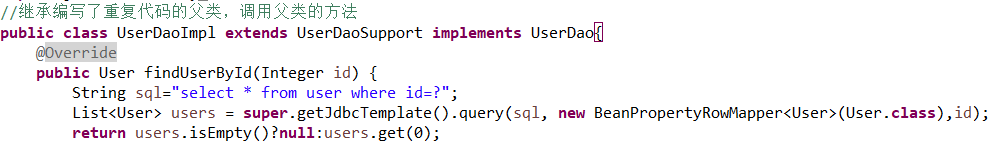 //继承编写了重复代码的父类，调用父类的方法
public class UserDaoImpl extends UserDaoSupport implements UserDao{
    @Override
    public User findUserById(Integer id) {
        String sql="select * from user where id=?";
        List<User> users = super.getJdbcTemplate().query(sql, new BeanPropertyRowMapper<User>(User.class),id);
        return users.isEmpty()?null:users.get(0);